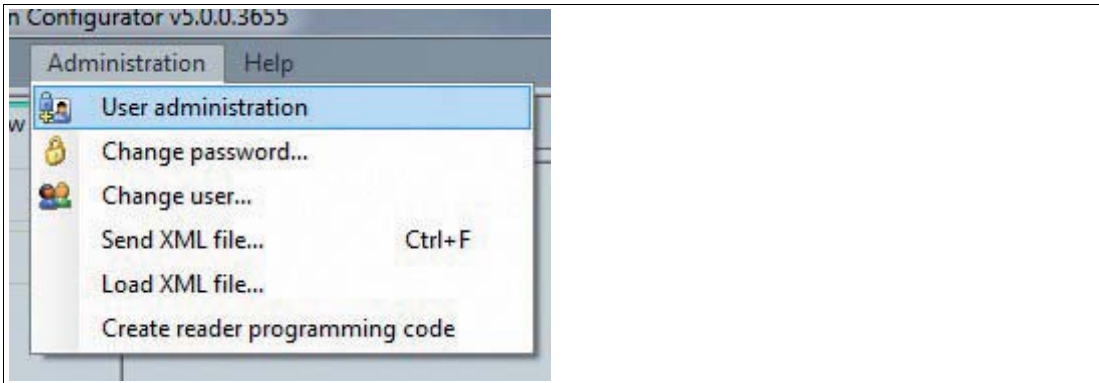 n Configurator v5.0.0.3655
Administration Help
w
User administration
Change password...
Change user...
Send XML file... Ctrl+F
Load XML file...
Create reader programming code